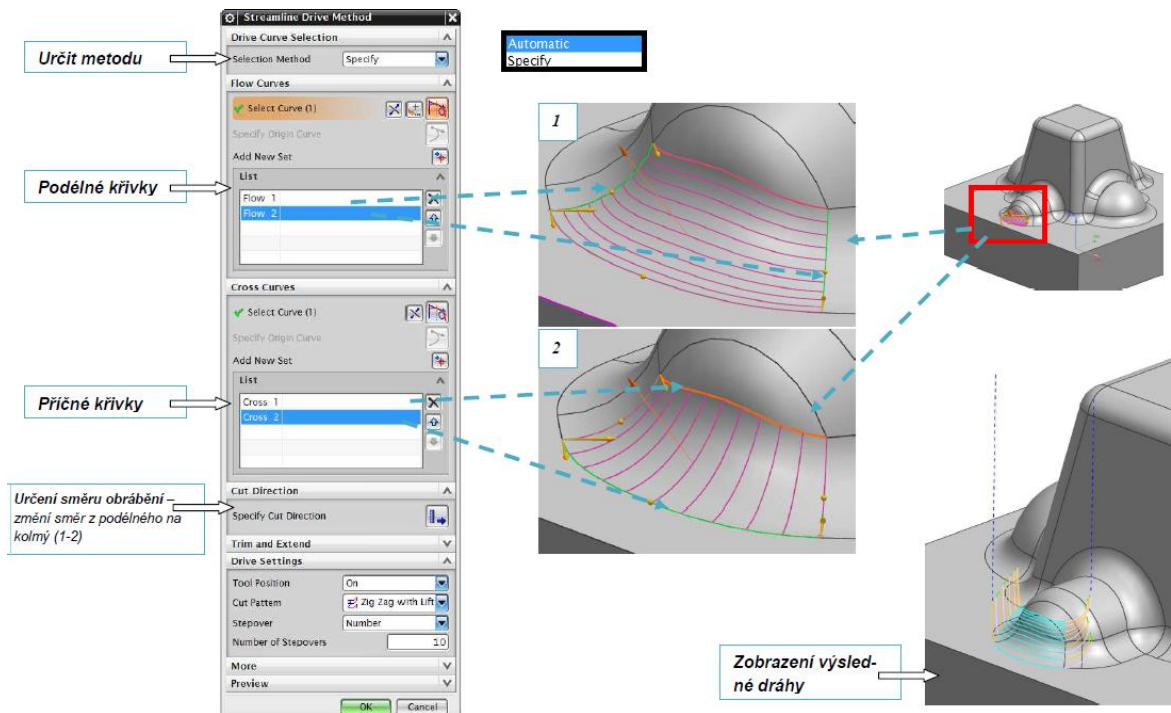 Streamline Drive Method
Drive Curve Selection
Určit metodu
Selection Method
Specify
Automatic
Specify
Flow Curves
Select Curve (1)
Specify Origin Curve
Add New Set
List
Podélné křivky
Flow 1
Flow 2
1
Cross Curves
Select Curve (1)
Specify Origin Curve
Add New Set
List
Příčné křivky
Cross 1
Cross 2
2
Určení směru obrábění –
změní směr z podélného na
kolmý (1-2)
Cut Direction
Specify Cut Direction
Trim and Extend
Drive Settings
Tool Position
On
Cut Pattern
Zig Zag with Lift
Stepover
Number
Number of Stepovers
10
More
Preview
OK
Cancel
Zobrazení výsled-
né dráhy